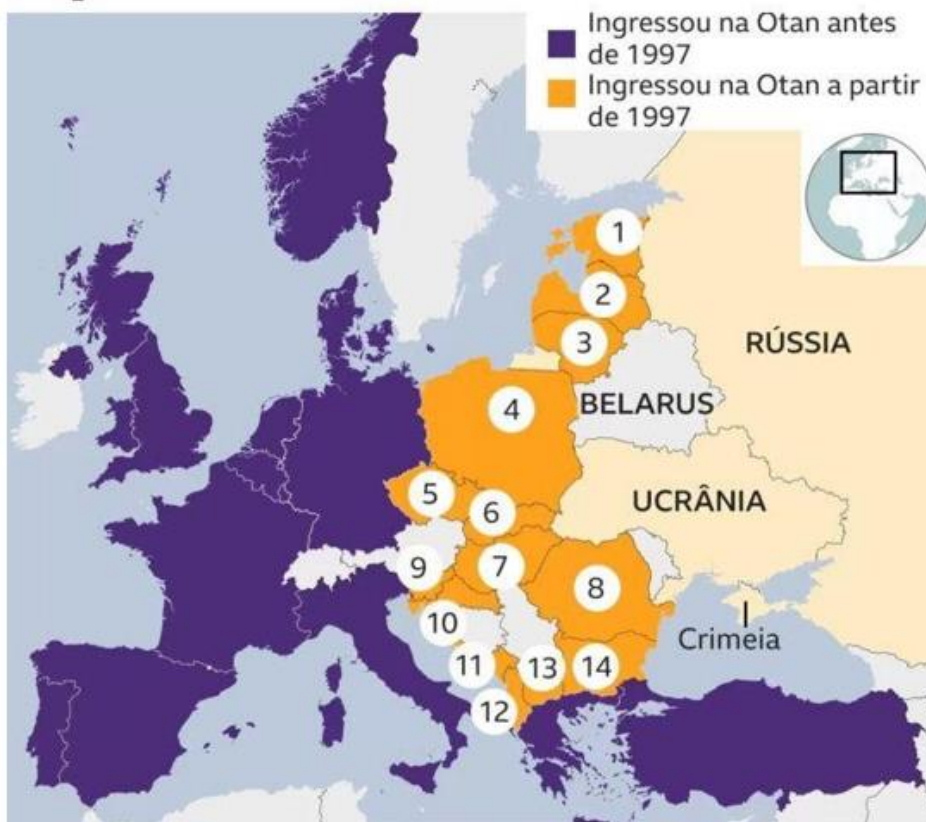 Ingressou na Otan antes
de 1997
Ingressou na Otan a partir
de 1997
1
2
3
RÚSSIA
4
BELARUS
5
6
UCRÂNIA
7
9
8
10
Crimeia
11
13
14
12